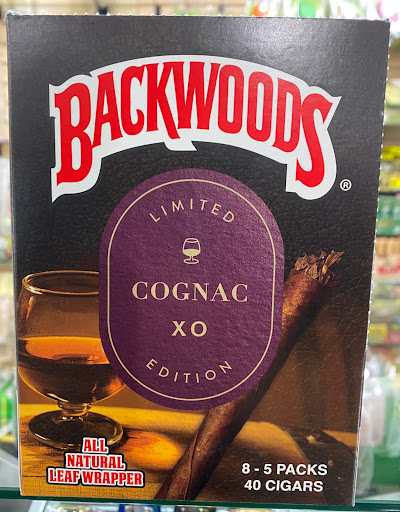 BACKWOODS
®
LIMITED
COGNAC
XO
EDITION
ALL
NATURAL
LEAF WRAPPER
8 - 5 PACKS
40 CIGARS